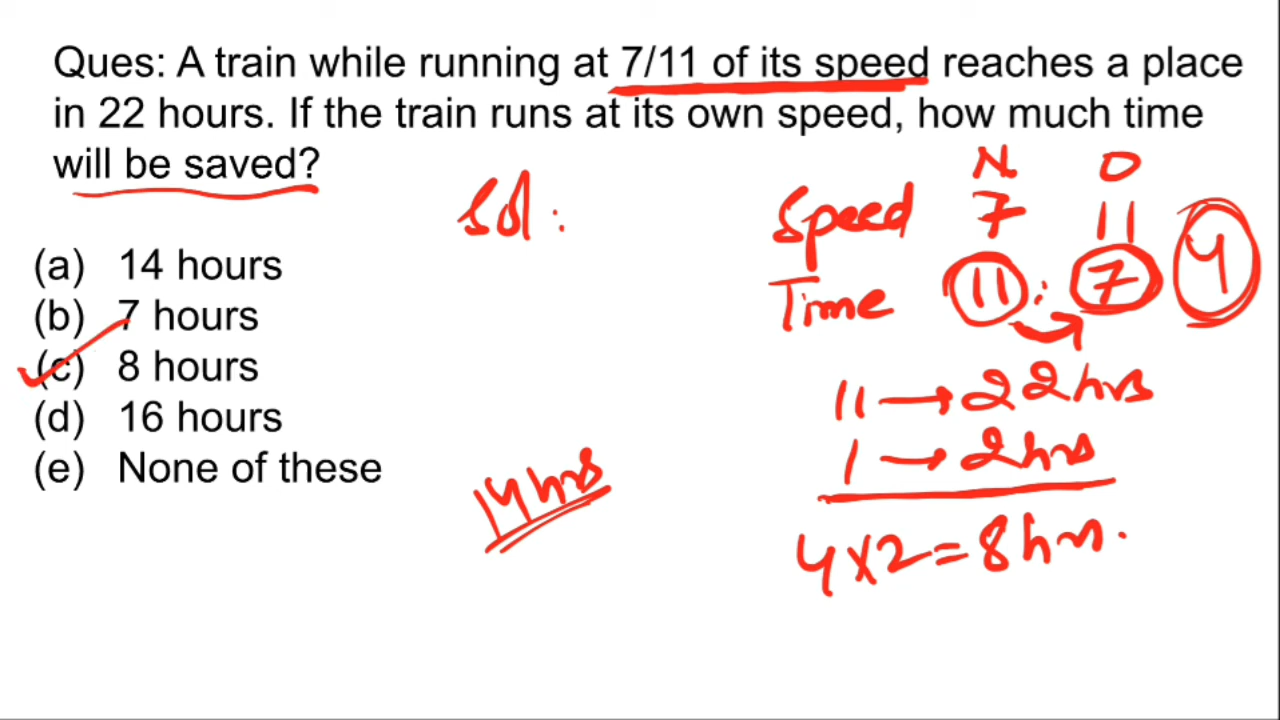 Ques: A train while running at 7/11 of its speed reaches a place
in 22 hours. If the train runs at its own speed, how much time
will be saved?
N O
Sol: Speed 7 11
Time 11 : 7 4
(a) 14 hours
(b) 7 hours
(c) 8 hours
(d) 16 hours
(e) None of these
11 → 22 hrs
1 → 2 hrs
14 hrs
4 x 2 = 8 hrs.